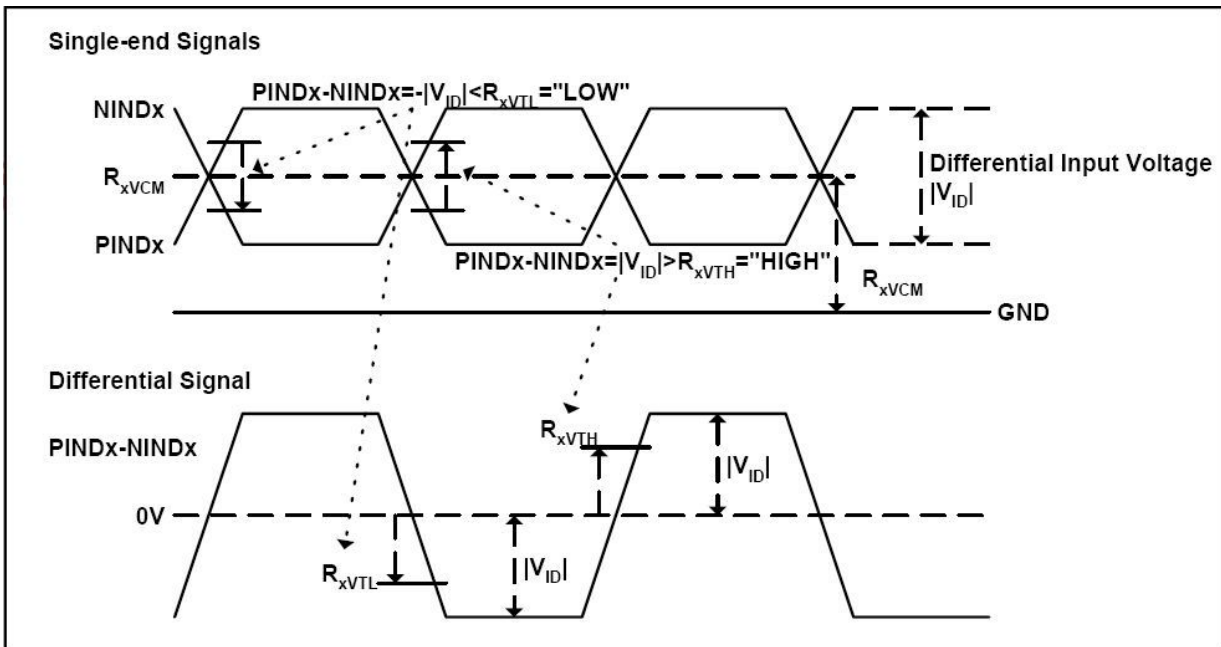 Single-end Signals
PINDx-NINDx=-|VID|<RxVTL="LOW"
NINDx
RxVCM
PINDx
Differential Input Voltage
|VID|
PINDx-NINDx=|VID|>RxVTH="HIGH"
RxVCM
GND
Differential Signal
PINDx-NINDx
RxVTH
|VID|
0V
RxVTL
|VID|